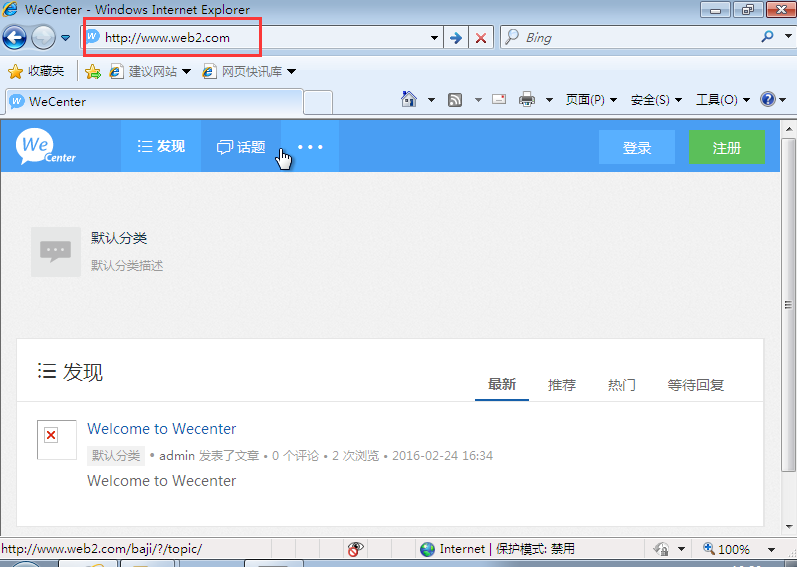 WeCenter - Windows Internet Explorer
http://www.web2.com
Bing
收藏夹
建议网站
网页快讯库
WeCenter
页面(P)
安全(S)
工具(O)
We Center
发现
话题
•••
登录
注册
默认分类
默认分类描述
发现
最新
推荐
热门
等待回复
Welcome to Wecenter
默认分类 • admin 发表了文章 • 0 个评论 • 2 次浏览 • 2016-02-24 16:34
Welcome to Wecenter
http://www.web2.com/baji/?/topic/
Internet | 保护模式: 禁用
100%